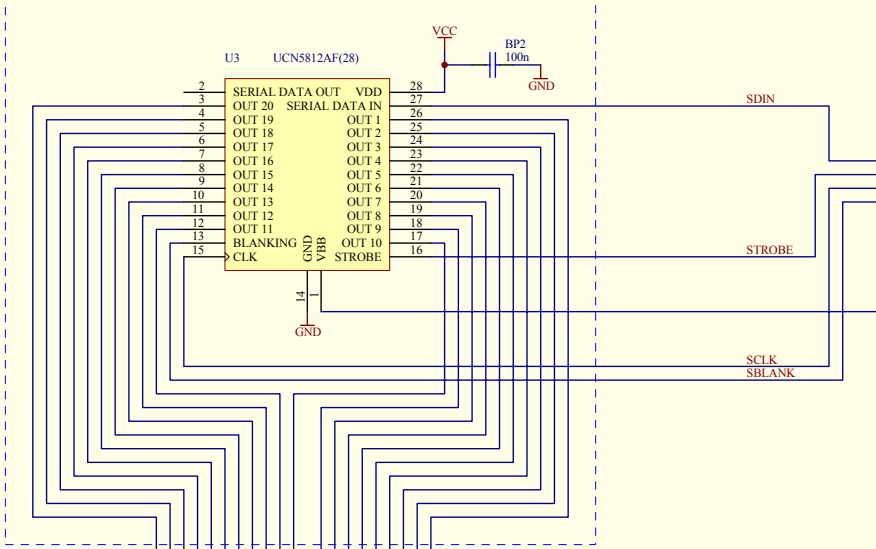 VCC
BP2
100n
GND
U3 UCN5812AF(28)
2 SERIAL DATA OUT VDD 28
3 OUT 20 SERIAL DATA IN 27 SDIN
4 OUT 19 OUT 1 26
5 OUT 18 OUT 2 25
6 OUT 17 OUT 3 24
7 OUT 16 OUT 4 23
8 OUT 15 OUT 5 22
9 OUT 14 OUT 6 21
10 OUT 13 OUT 7 20
11 OUT 12 OUT 8 19
12 OUT 11 OUT 9 18
13 BLANKING OUT 10 17
15 CLK GND VBB STROBE 16 STROBE
14 1
GND
SCLK
SBLANK